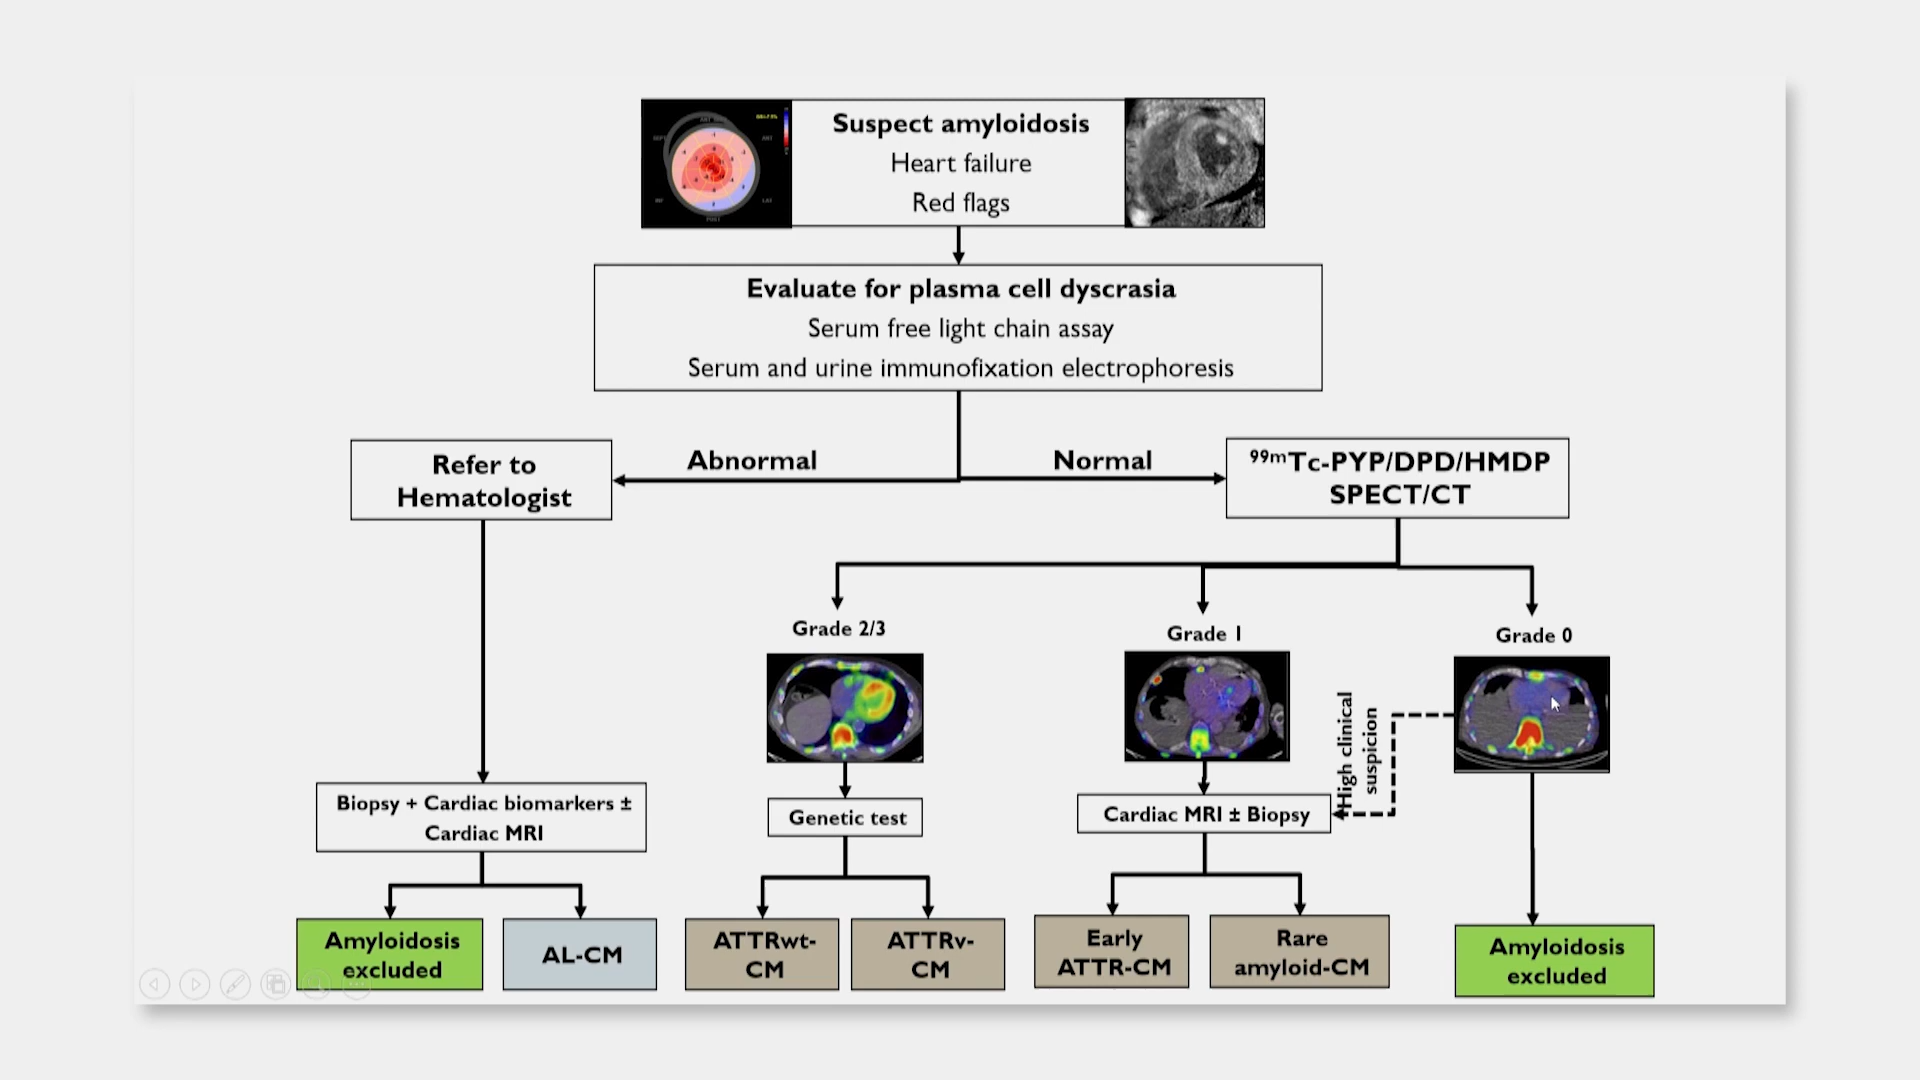 Suspect amyloidosis
Heart failure
Red flags
Evaluate for plasma cell dyscrasia
Serum free light chain assay
Serum and urine immunofixation electrophoresis
Abnormal
Normal
Refer to
Hematologist
99mTc-PYP/DPD/HMDP
SPECT/CT
Grade 2/3
Grade 1
Grade 0
High clinical
suspicion
Biopsy + Cardiac biomarkers ±
Cardiac MRI
Genetic test
Cardiac MRI ± Biopsy
Amyloidosis
excluded
AL-CM
ATTRwt-
CM
ATTRv-
CM
Early
ATTR-CM
Rare
amyloid-CM
Amyloidosis
excluded